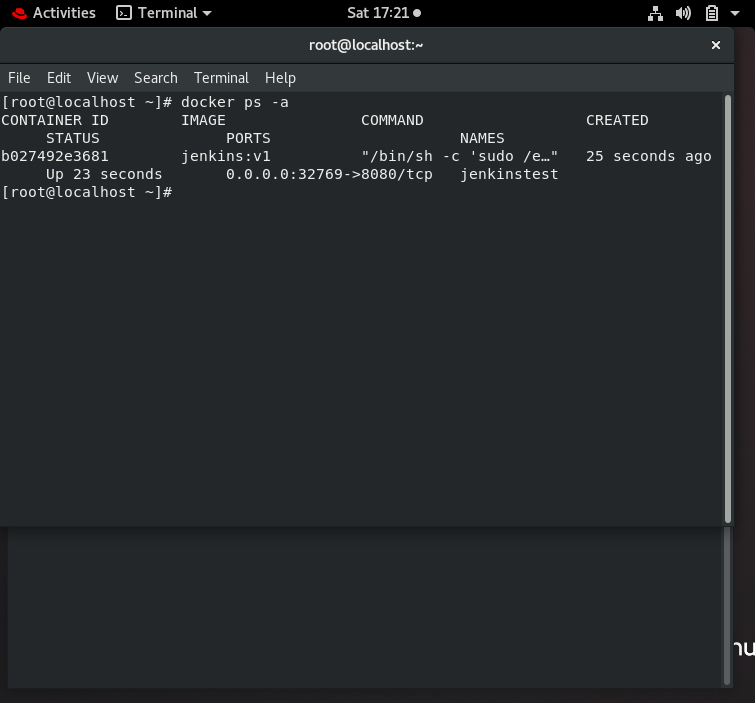 Activities Terminal Sat 17:21
root@localhost:~
File Edit View Search Terminal Help
[root@localhost ~]# docker ps -a
CONTAINER ID        IMAGE               COMMAND                  CREATED
     STATUS              PORTS                     NAMES
b027492e3681        jenkins:v1          "/bin/sh -c 'sudo /e…"   25 seconds ago
     Up 23 seconds       0.0.0.0:32769->8080/tcp   jenkinstest
[root@localhost ~]#